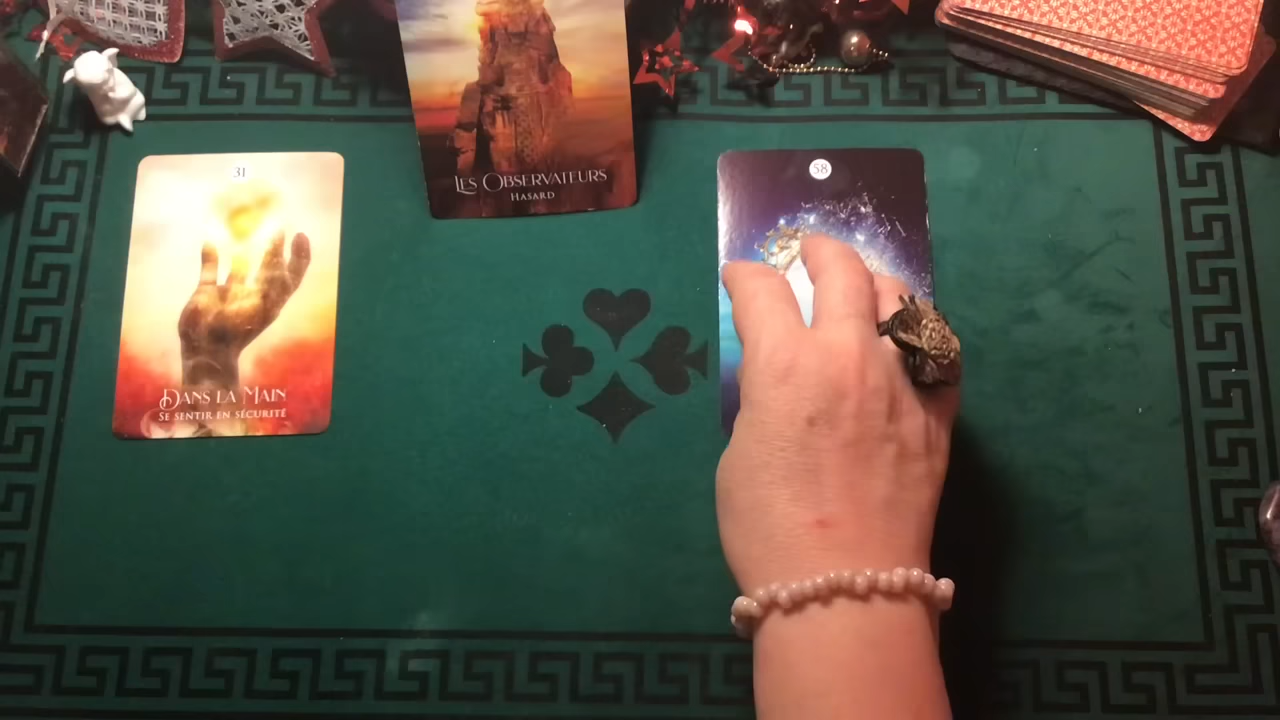 LES OBSERVATEURS
HASARD
31
DANS LA MAIN
SE SENTIR EN SÉCURITÉ
58